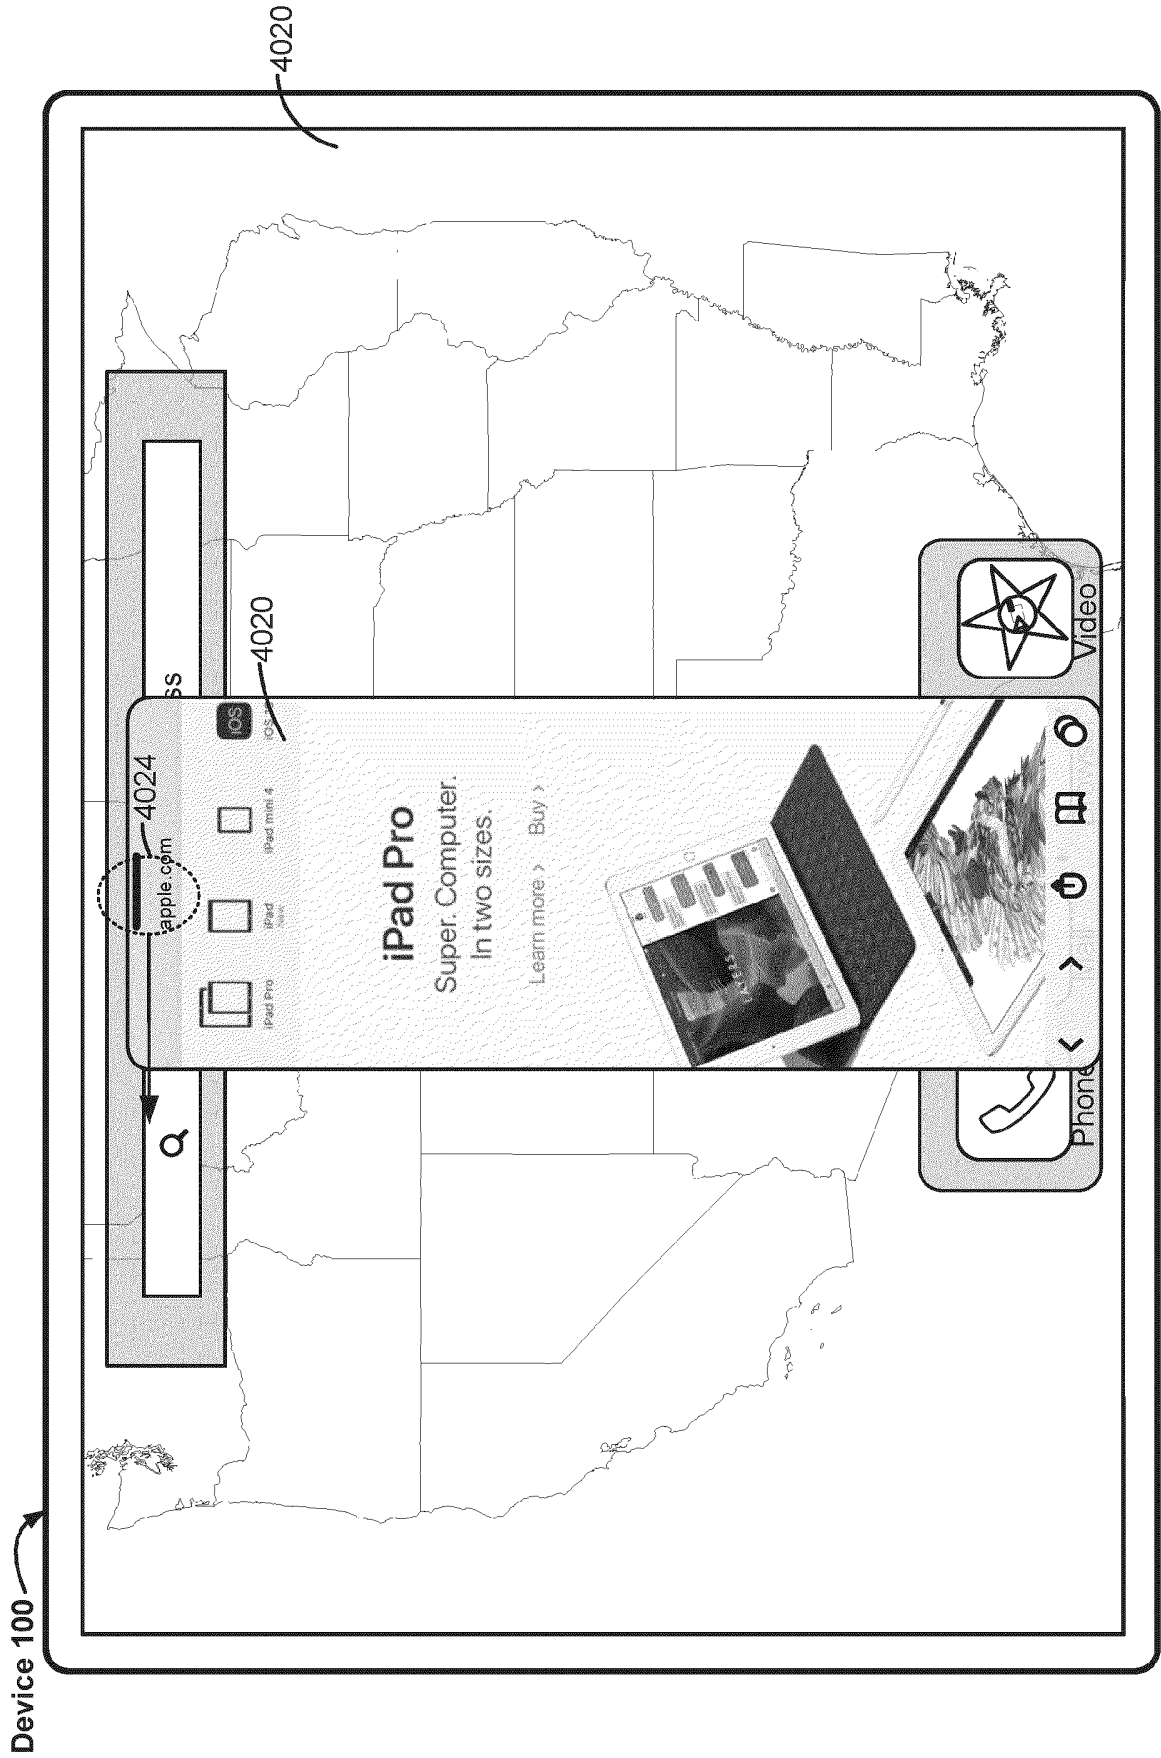 Device 100
4020
4024
ss
apple.com
iPad Pro
iPad
iPad mini 4
iOS
4020
iPad Pro
Super. Computer.
In two sizes.
Learn more >
Buy >
Phone
Video